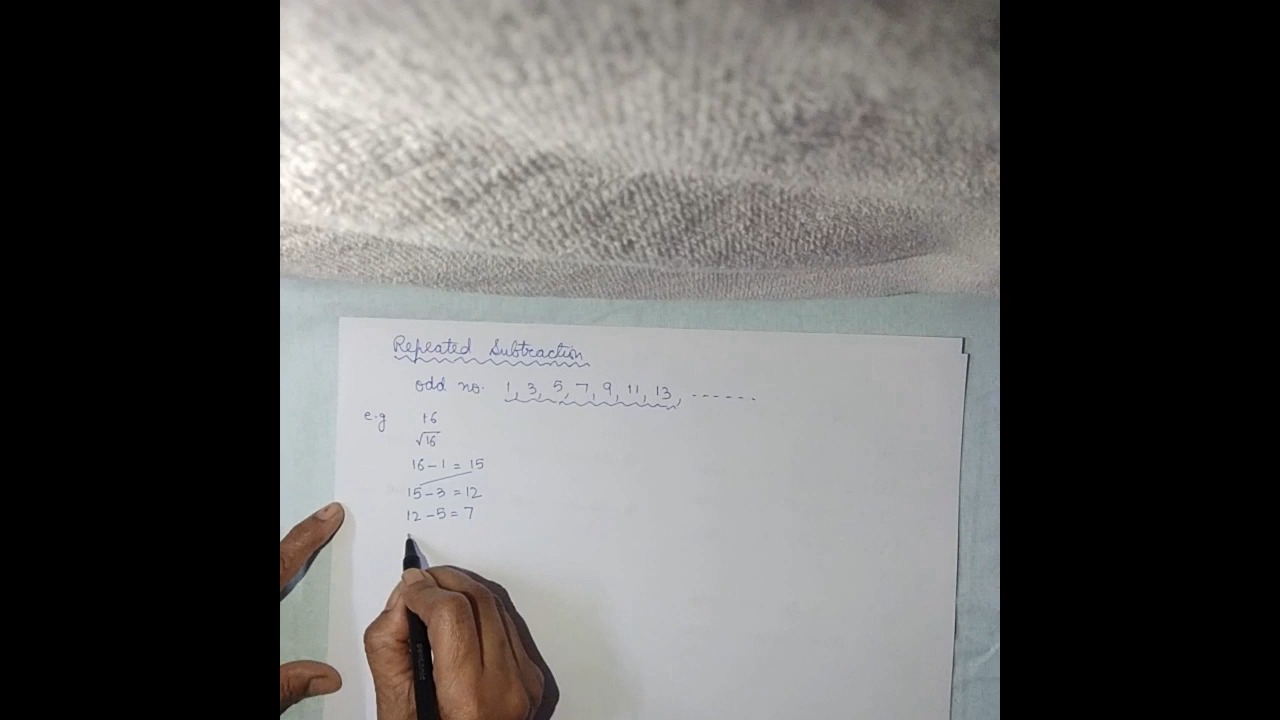 Repeated Subtraction
odd no. 1, 3, 5, 7, 9, 11, 13, ------
e.g 16
√16
16 - 1 = 15
15 - 3 = 12
12 - 5 = 7